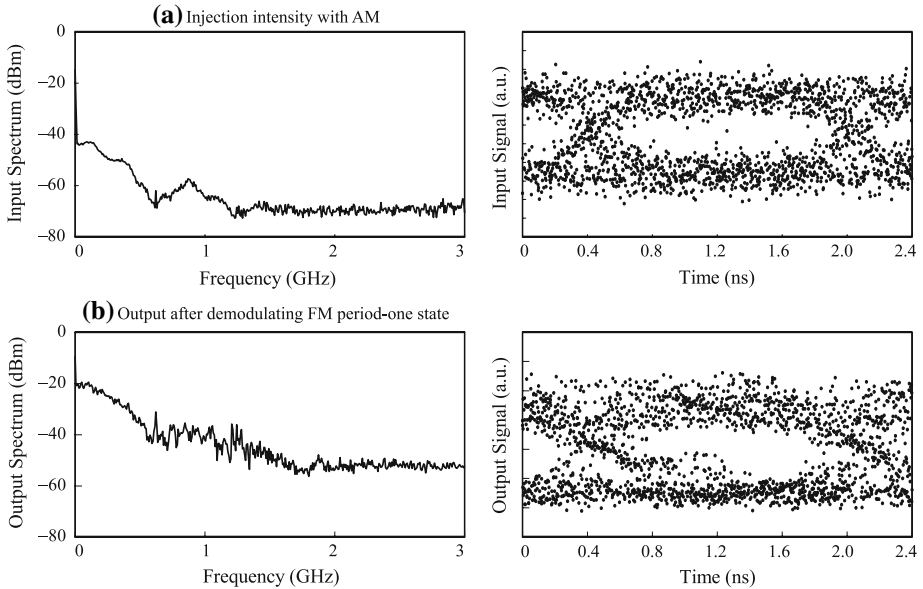 (a) Injection intensity with AM
0
−20
−40
−60
−80
Input Spectrum (dBm)
0 1 2 3
Frequency (GHz)
Input Signal (a.u.)
0 0.4 0.8 1.2 1.6 2.0 2.4
Time (ns)
(b) Output after demodulating FM period-one state
0
−20
−40
−60
−80
Output Spectrum (dBm)
0 1 2 3
Frequency (GHz)
Output Signal (a.u.)
0 0.4 0.8 1.2 1.6 2.0 2.4
Time (ns)